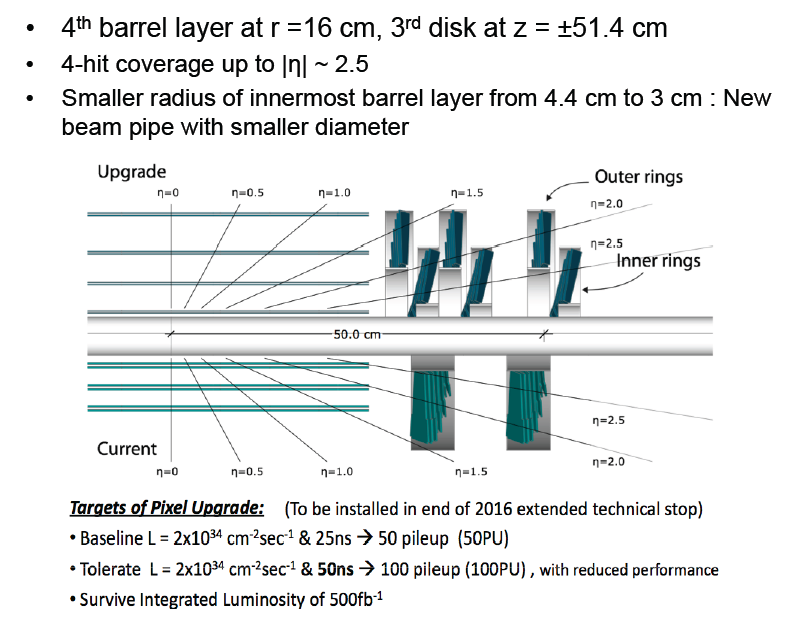 • 4th barrel layer at r =16 cm, 3rd disk at z = ±51.4 cm
• 4-hit coverage up to |η| ~ 2.5
• Smaller radius of innermost barrel layer from 4.4 cm to 3 cm : New
beam pipe with smaller diameter
Upgrade
η=0
η=0.5
η=1.0
η=1.5
Outer rings
η=2.0
η=2.5
Inner rings
50.0 cm
η=2.5
Current
η=2.0
η=0
η=0.5
η=1.0
η=1.5
Targets of Pixel Upgrade: (To be installed in end of 2016 extended technical stop)
• Baseline L = 2x10³⁴ cm⁻²sec⁻¹ & 25ns → 50 pileup (50PU)
• Tolerate L = 2x10³⁴ cm⁻²sec⁻¹ & 50ns → 100 pileup (100PU) , with reduced performance
• Survive Integrated Luminosity of 500fb⁻¹